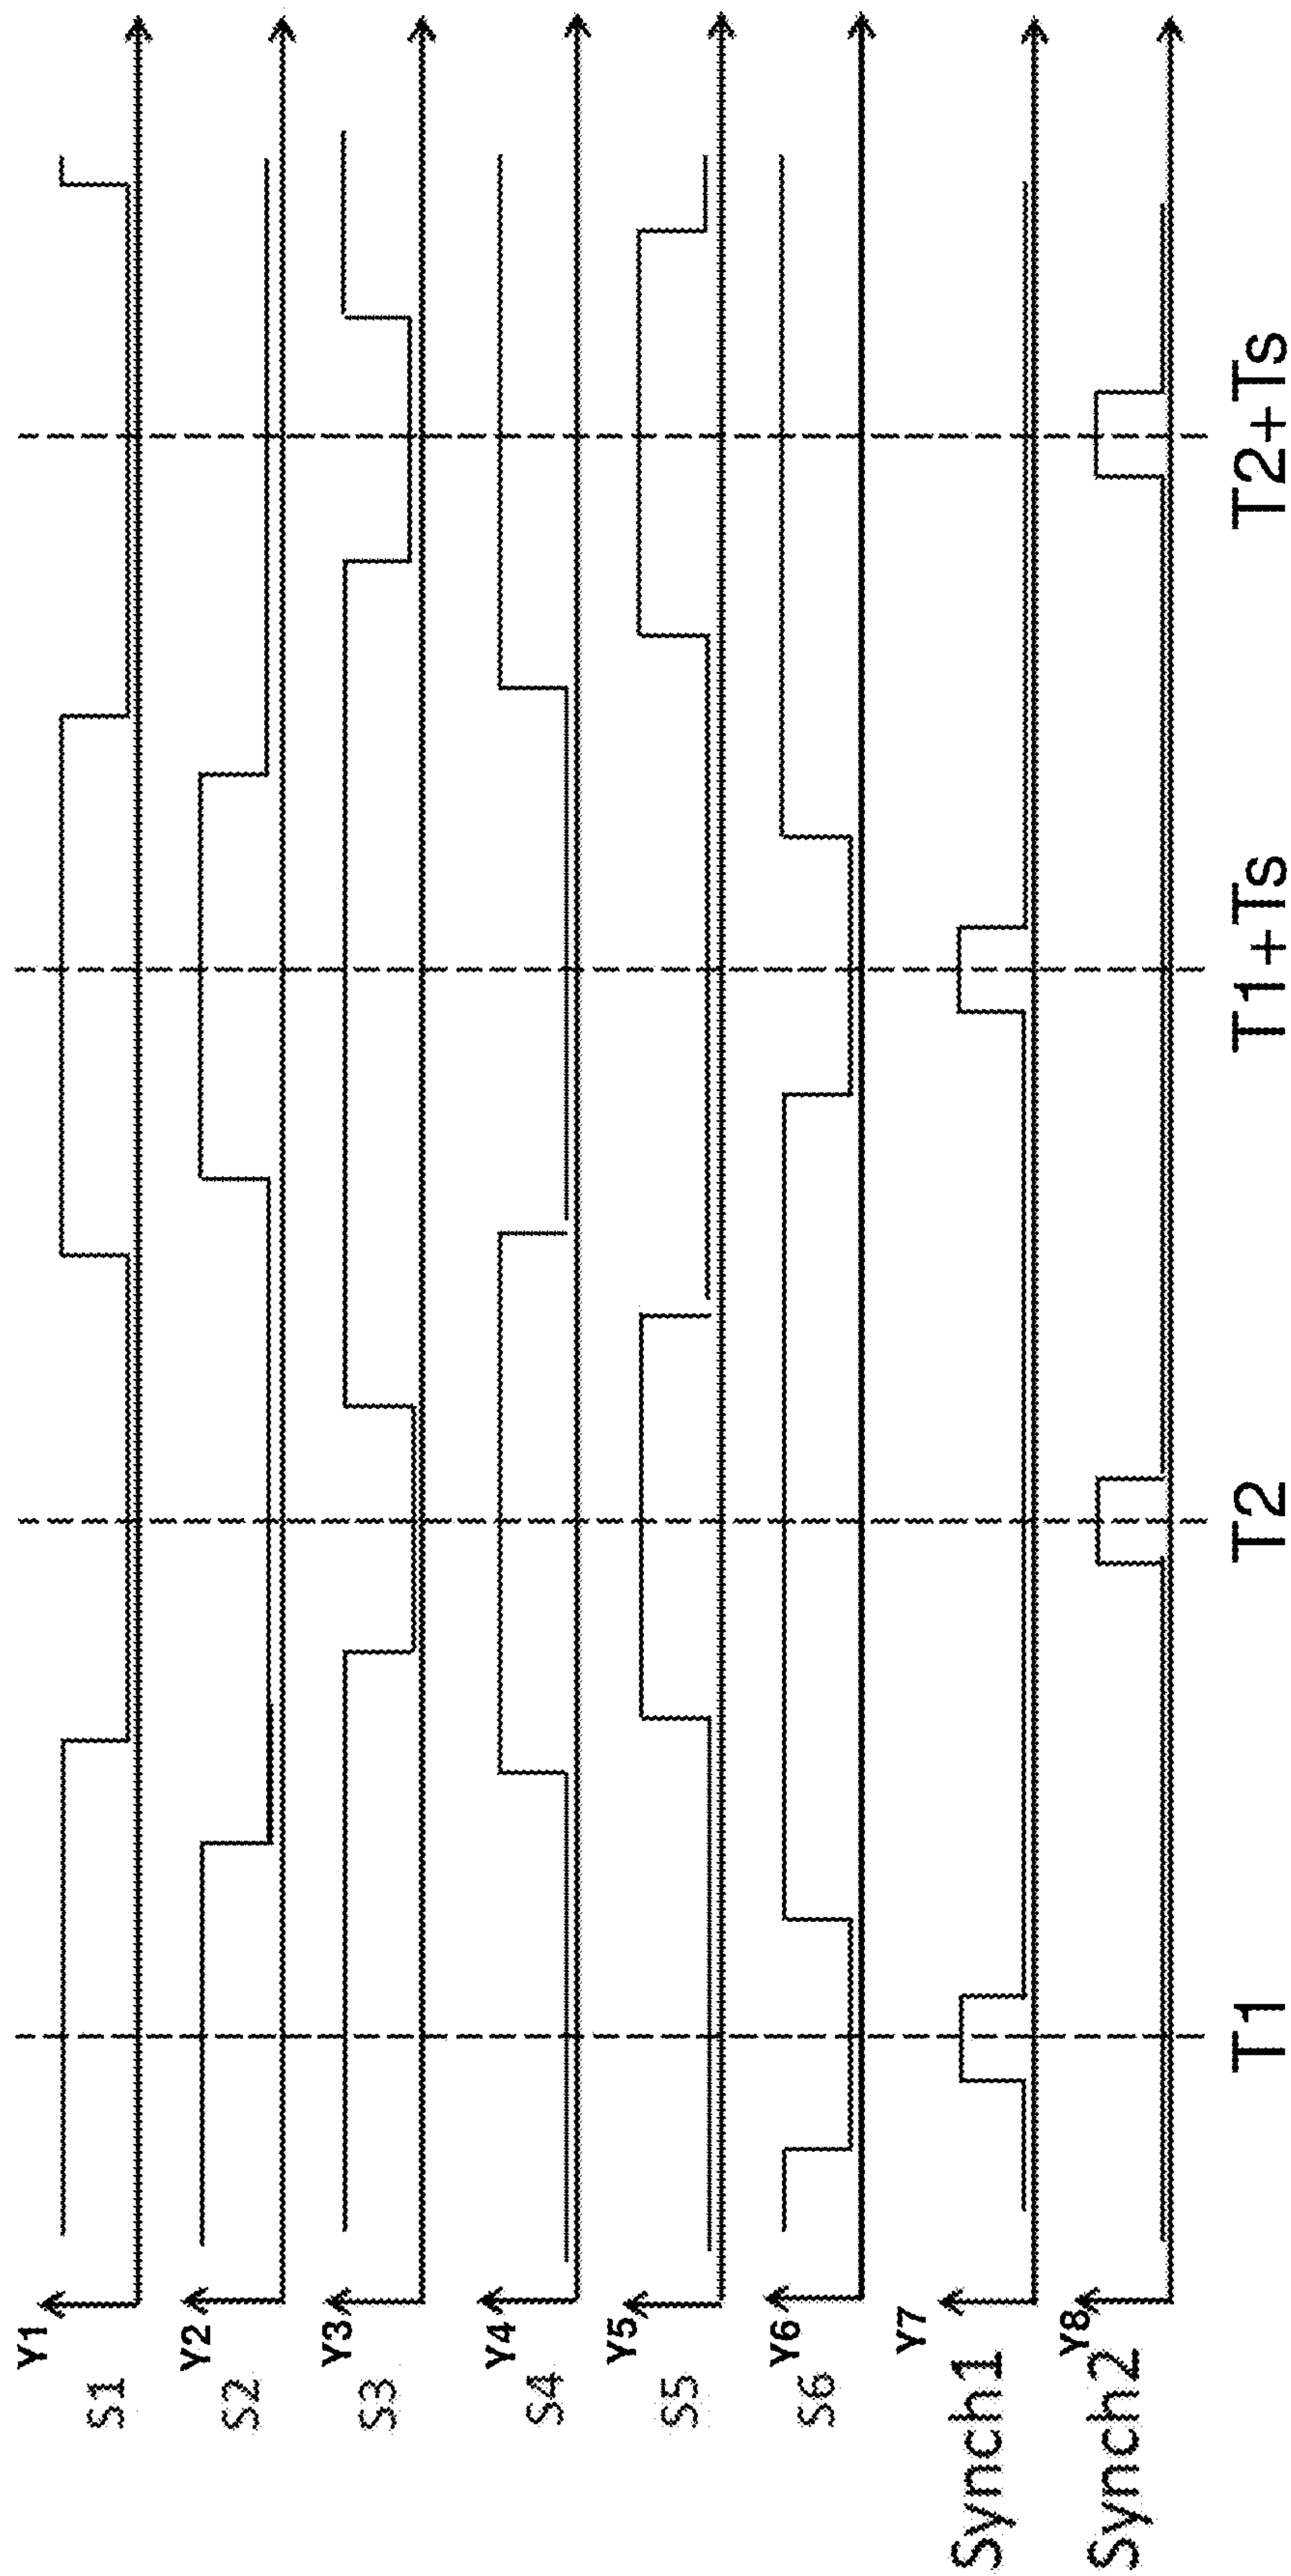 Y1
S1
Y2
S2
Y3
S3
Y4
S4
Y5
S5
Y6
S6
Y7
Synch1
Y8
Synch2
T1
T2
T1+Ts
T2+Ts